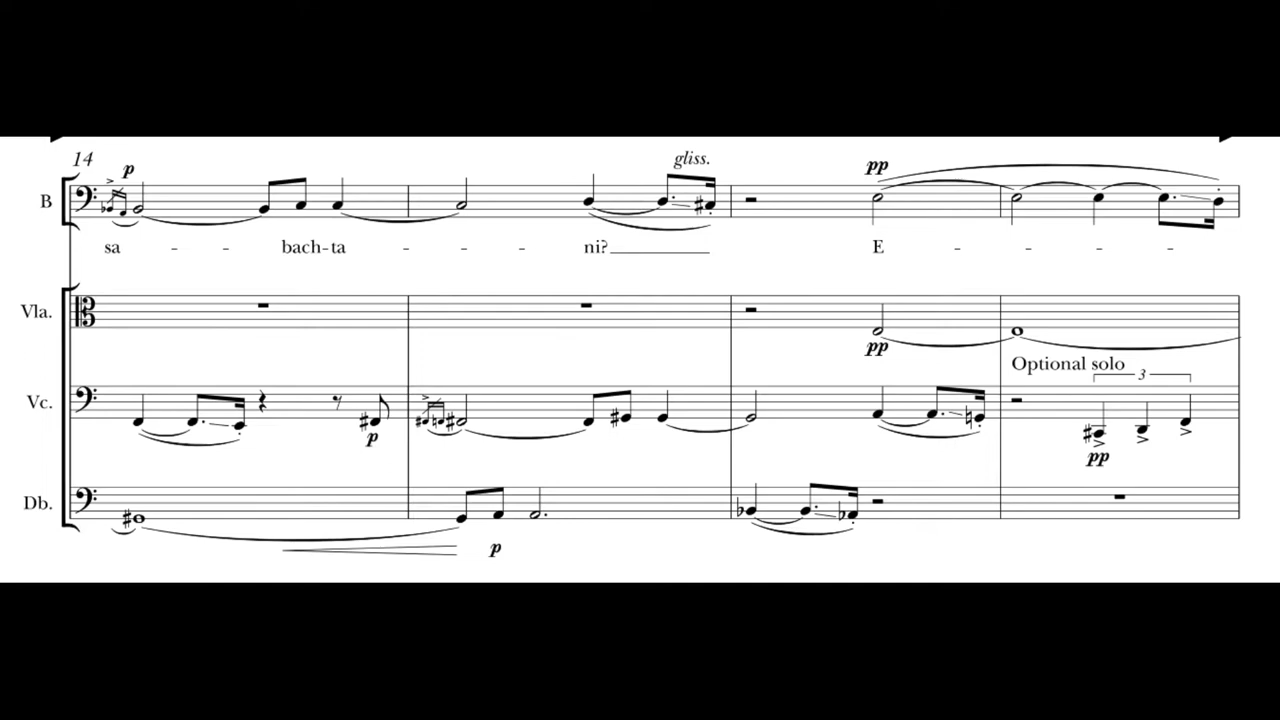 14
p
gliss.
pp
B
sa - - bach-ta - - ni? E - - - -
Vla.
pp
Optional solo
3
Vc.
p
pp
Db.
p